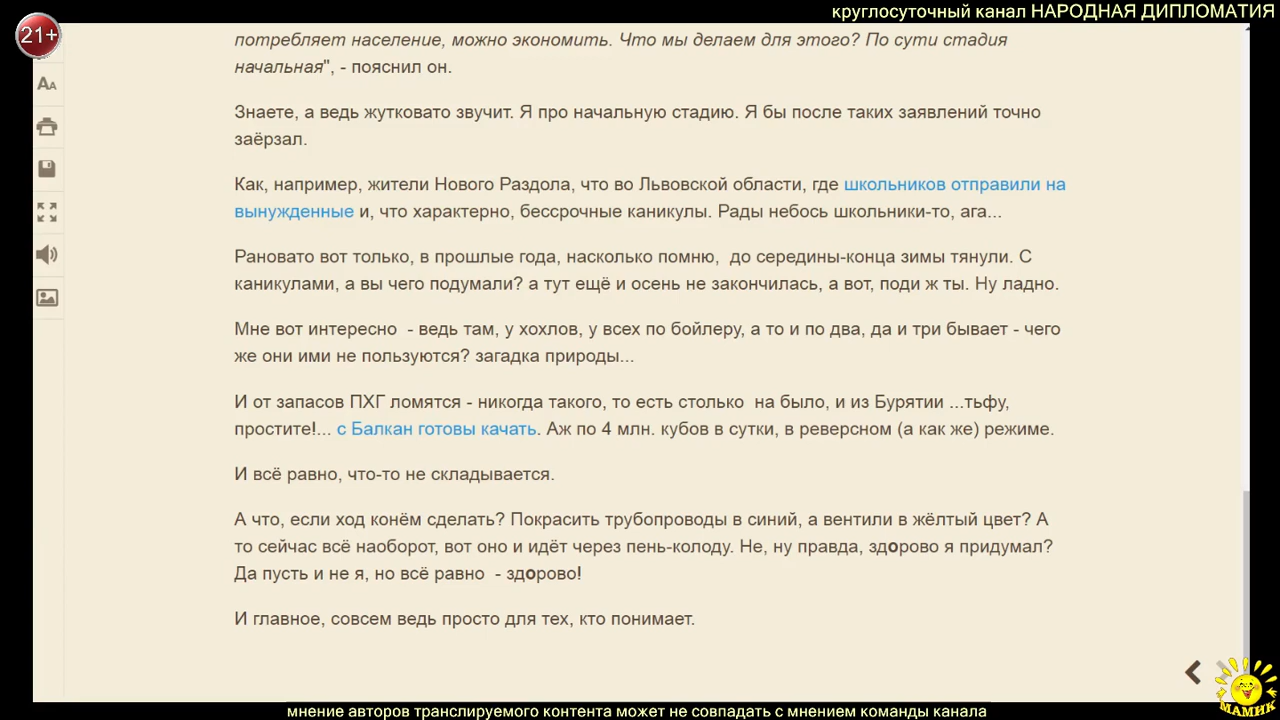 круглосуточный канал НАРОДНАЯ ДИПЛОМАТИЯ
21+
потребляет население, можно экономить. Что мы делаем для этого? По сути стадия
начальная", - пояснил он.
Знаете, а ведь жутковато звучит. Я про начальную стадию. Я бы после таких заявлений точно
заёрзал.
Как, например, жители Нового Раздола, что во Львовской области, где школьников отправили на
вынужденные и, что характерно, бессрочные каникулы. Рады небось школьники-то, ага...
Рановато вот только, в прошлые года, насколько помню,  до середины-конца зимы тянули. С
каникулами, а вы чего подумали? а тут ещё и осень не закончилась, а вот, поди ж ты. Ну ладно.
Мне вот интересно  - ведь там, у хохлов, у всех по бойлеру, а то и по два, да и три бывает - чего
же они ими не пользуются? загадка природы...
И от запасов ПХГ ломятся - никогда такого, то есть столько  на было, и из Бурятии ...тьфу,
простите!... с Балкан готовы качать. Аж по 4 млн. кубов в сутки, в реверсном (а как же) режиме.
И всё равно, что-то не складывается.
А что, если ход конём сделать? Покрасить трубопроводы в синий, а вентили в жёлтый цвет? А
то сейчас всё наоборот, вот оно и идёт через пень-колоду. Не, ну правда, здорово я придумал?
Да пусть и не я, но всё равно  - здорово!
И главное, совсем ведь просто для тех, кто понимает.
МАМИК
мнение авторов транслируемого контента может не совпадать с мнением команды канала